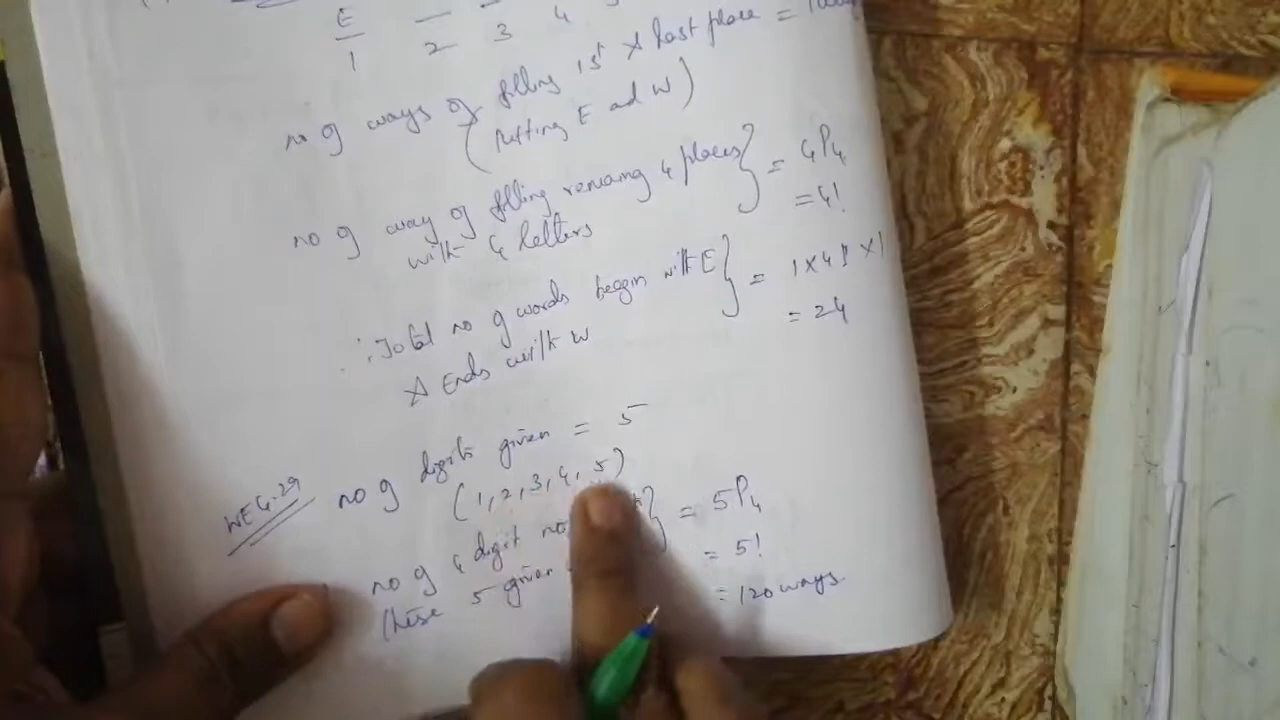 E
1 2 3 4
no of ways of filling 1st & last place =
(Putting E and W)
no of way of filling remaing 4 places} = 4P4
with 4 letters = 4!
∴ Total no of words begin with E} = 1 x 4! x 1
& Ends with W = 24
WE 4.29 no of digits given = 5
(1, 2, 3, 4, 5)
no of 4 digit no } = 5P4
these 5 given = 5!
= 120 ways